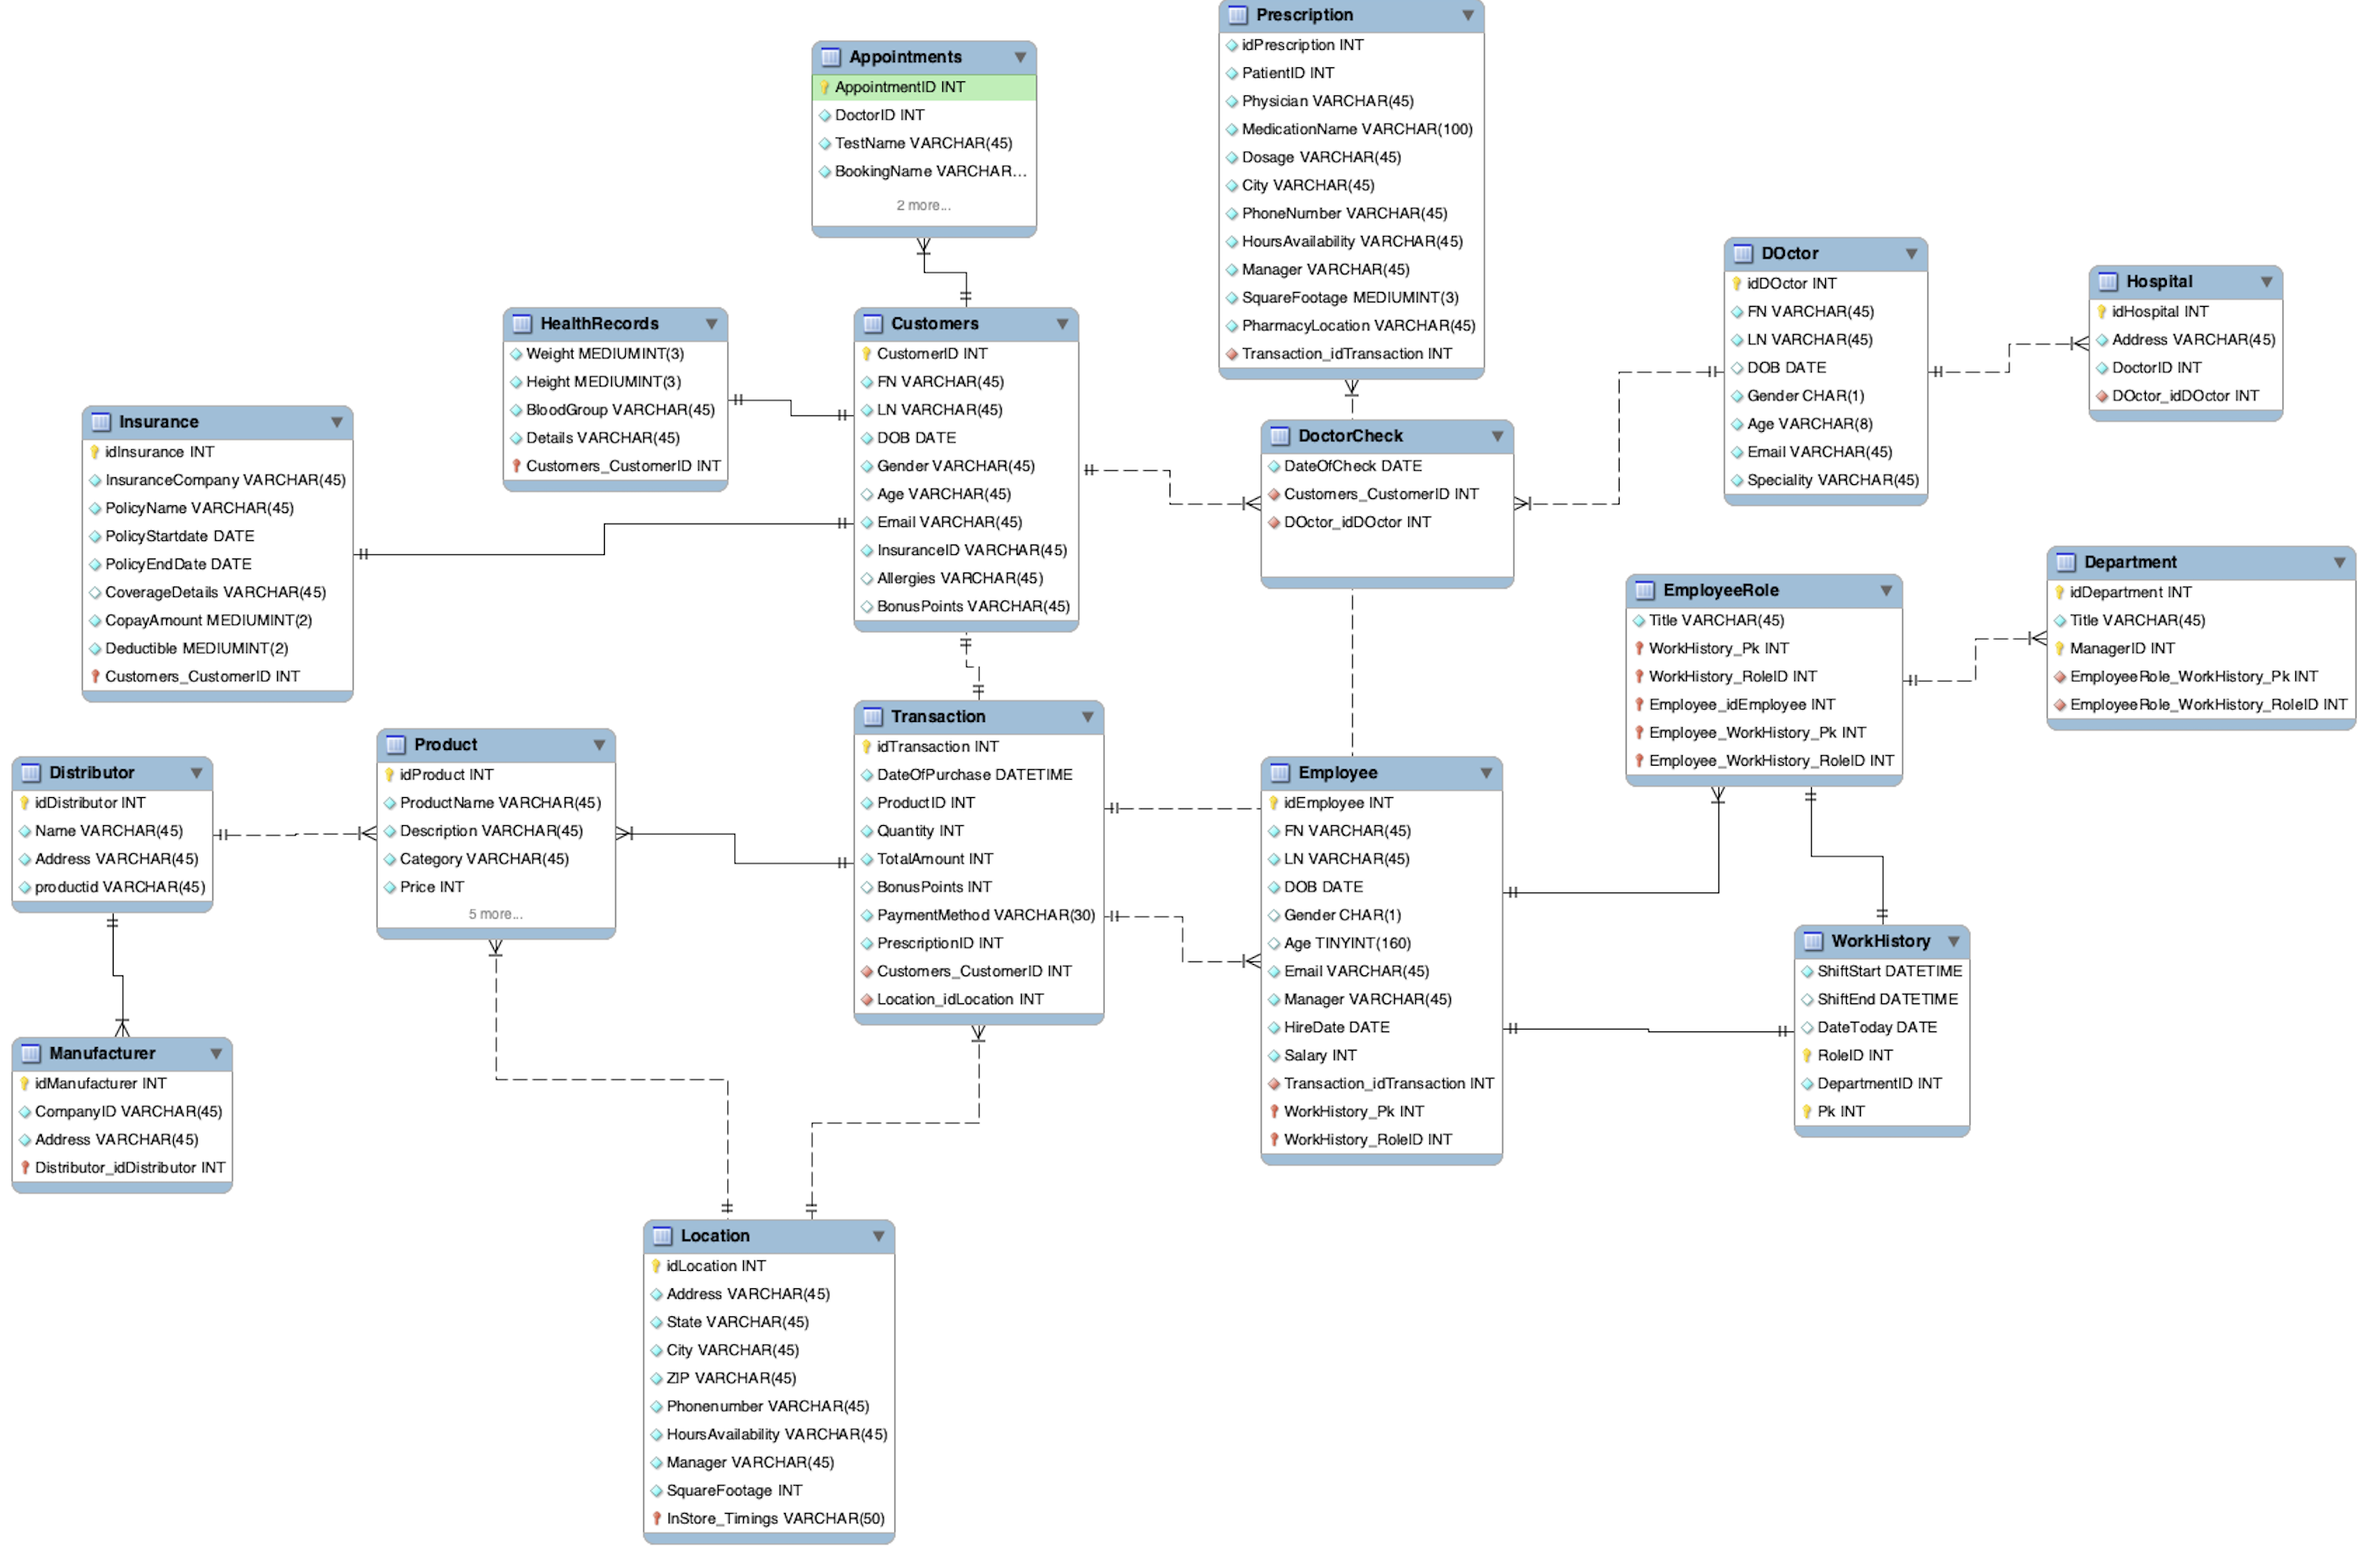 Prescription
idPrescription INT
PatientID INT
Physician VARCHAR(45)
MedicationName VARCHAR(100)
Dosage VARCHAR(45)
City VARCHAR(45)
PhoneNumber VARCHAR(45)
HoursAvailability VARCHAR(45)
Manager VARCHAR(45)
SquareFootage MEDIUMINT(3)
PharmacyLocation VARCHAR(45)
Transaction_idTransaction INT
Appointments
AppointmentID INT
DoctorID INT
TestName VARCHAR(45)
BookingName VARCHAR...
2 more...
DOctor
idDOctor INT
FN VARCHAR(45)
LN VARCHAR(45)
DOB DATE
Gender CHAR(1)
Age VARCHAR(8)
Email VARCHAR(45)
Speciality VARCHAR(45)
Hospital
idHospital INT
Address VARCHAR(45)
DoctorID INT
DOctor_idDOctor INT
HealthRecords
Weight MEDIUMINT(3)
Height MEDIUMINT(3)
BloodGroup VARCHAR(45)
Details VARCHAR(45)
Customers_CustomerID INT
Customers
CustomerID INT
FN VARCHAR(45)
LN VARCHAR(45)
DOB DATE
Gender VARCHAR(45)
Age VARCHAR(45)
Email VARCHAR(45)
InsuranceID VARCHAR(45)
Allergies VARCHAR(45)
BonusPoints VARCHAR(45)
Insurance
idInsurance INT
InsuranceCompany VARCHAR(45)
PolicyName VARCHAR(45)
PolicyStartdate DATE
PolicyEndDate DATE
CoverageDetails VARCHAR(45)
CopayAmount MEDIUMINT(2)
Deductible MEDIUMINT(2)
Customers_CustomerID INT
DoctorCheck
DateOfCheck DATE
Customers_CustomerID INT
DOctor_idDOctor INT
EmployeeRole
Title VARCHAR(45)
WorkHistory_Pk INT
WorkHistory_RoleID INT
Employee_idEmployee INT
Employee_WorkHistory_Pk INT
Employee_WorkHistory_RoleID INT
Department
idDepartment INT
Title VARCHAR(45)
ManagerID INT
EmployeeRole_WorkHistory_Pk INT
EmployeeRole_WorkHistory_RoleID INT
Distributor
idDistributor INT
Name VARCHAR(45)
Address VARCHAR(45)
productid VARCHAR(45)
Product
idProduct INT
ProductName VARCHAR(45)
Description VARCHAR(45)
Category VARCHAR(45)
Price INT
5 more...
Transaction
idTransaction INT
DateOfPurchase DATETIME
ProductID INT
Quantity INT
TotalAmount INT
BonusPoints INT
PaymentMethod VARCHAR(30)
PrescriptionID INT
Customers_CustomerID INT
Location_idLocation INT
Employee
idEmployee INT
FN VARCHAR(45)
LN VARCHAR(45)
DOB DATE
Gender CHAR(1)
Age TINYINT(160)
Email VARCHAR(45)
Manager VARCHAR(45)
HireDate DATE
Salary INT
Transaction_idTransaction INT
WorkHistory_Pk INT
WorkHistory_RoleID INT
WorkHistory
ShiftStart DATETIME
ShiftEnd DATETIME
DateToday DATE
RoleID INT
DepartmentID INT
Pk INT
Manufacturer
idManufacturer INT
CompanyID VARCHAR(45)
Address VARCHAR(45)
Distributor_idDistributor INT
Location
idLocation INT
Address VARCHAR(45)
State VARCHAR(45)
City VARCHAR(45)
ZIP VARCHAR(45)
Phonenumber VARCHAR(45)
HoursAvailability VARCHAR(45)
Manager VARCHAR(45)
SquareFootage INT
InStore_Timings VARCHAR(50)